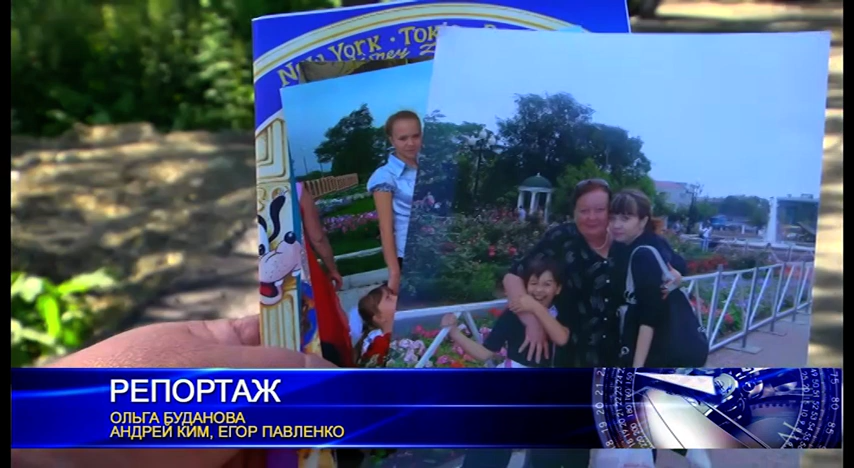 NEW YORK · TOKIO
РЕПОРТАЖ
ОЛЬГА БУДАНОВА
АНДРЕЙ КИМ, ЕГОР ПАВЛЕНКО